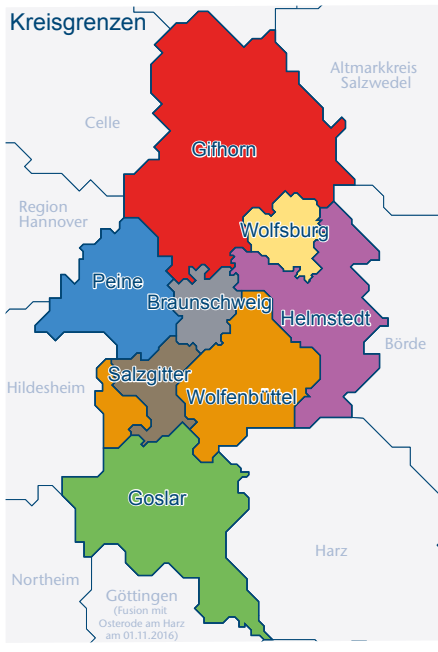 Kreisgrenzen
Altmarkkreis
Salzwedel
Celle
Gifhorn
Region
Hannover
Wolfsburg
Peine
Braunschweig
Helmstedt
Börde
Salzgitter
Hildesheim
Wolfenbüttel
Goslar
Harz
Northeim
Göttingen
(Fusion mit
Osterode am Harz
am 01.11.2016)